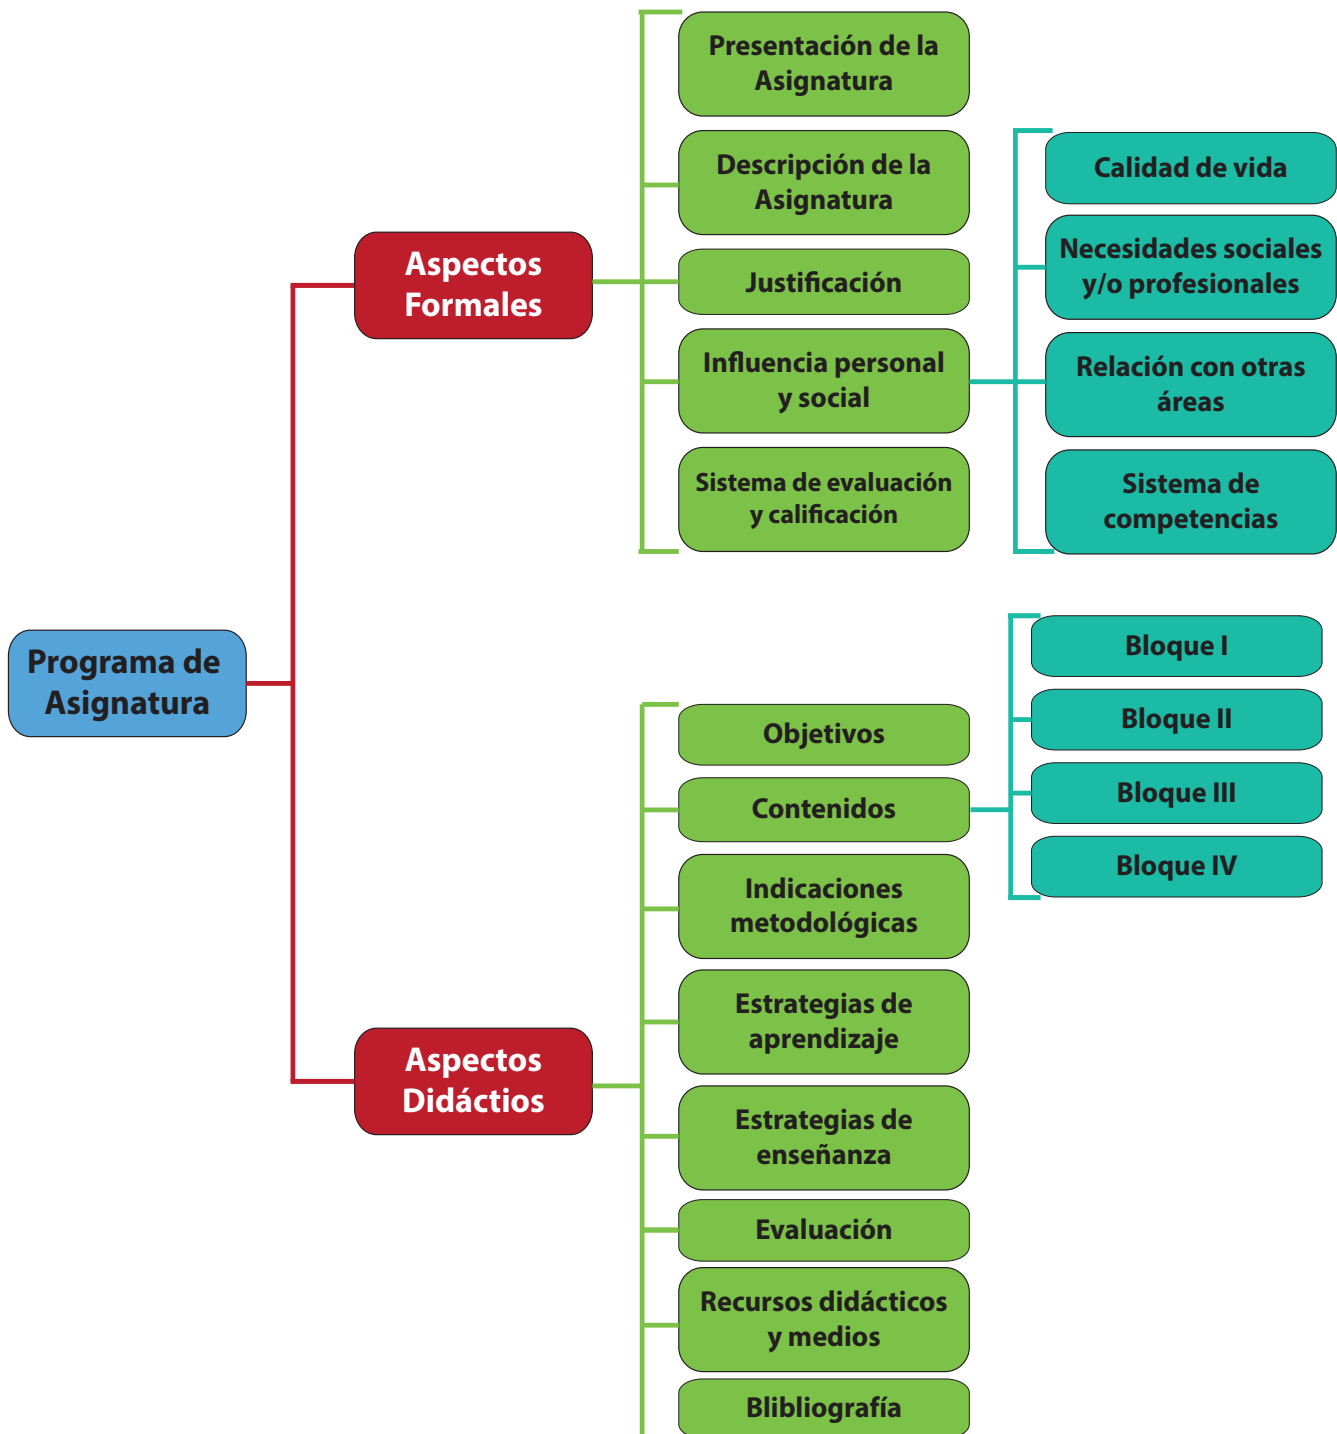 Presentación de la
Asignatura
Descripción de la
Asignatura
Justificación
Influencia personal
y social
Sistema de evaluación
y calificación
Calidad de vida
Necesidades sociales
y/o profesionales
Relación con otras
áreas
Sistema de
competencias
Aspectos
Formales
Programa de
Asignatura
Aspectos
Didáctios
Objetivos
Contenidos
Indicaciones
metodológicas
Estrategias de
aprendizaje
Estrategias de
enseñanza
Evaluación
Recursos didácticos
y medios
Blibliografía
Bloque I
Bloque II
Bloque III
Bloque IV